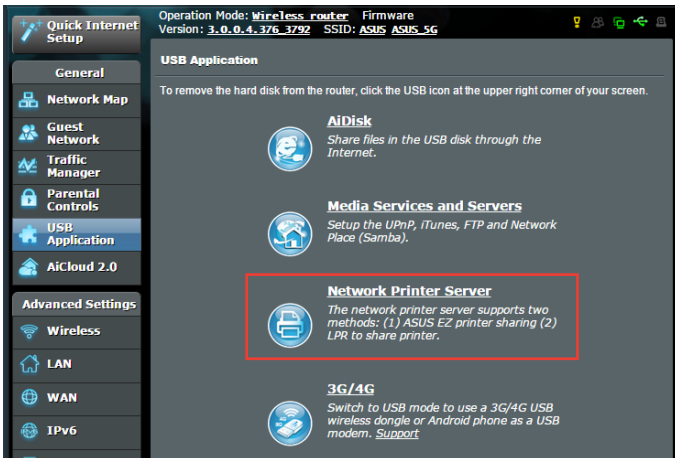 Quick Internet
Setup
General
Network Map
Guest
Network
Traffic
Manager
Parental
Controls
USB
Application
AiCloud 2.0
Advanced Settings
Wireless
LAN
WAN
IPv6
Operation Mode: Wireless router Firmware
Version: 3.0.0.4.376_3792 SSID: ASUS ASUS_5G
USB Application
To remove the hard disk from the router, click the USB icon at the upper right corner of your screen.
AiDisk
Share files in the USB disk through the
Internet.
Media Services and Servers
Setup the UPnP, iTunes, FTP and Network
Place (Samba).
Network Printer Server
The network printer server supports two
methods: (1) ASUS EZ printer sharing (2)
LPR to share printer.
3G/4G
Switch to USB mode to use a 3G/4G USB
wireless dongle or Android phone as a USB
modem. Support